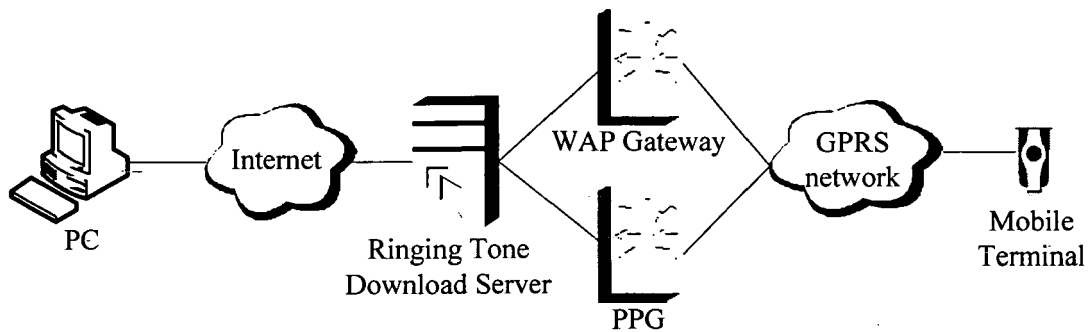 PC
Internet
Ringing Tone
Download Server
WAP Gateway
PPG
GPRS
network
Mobile
Terminal